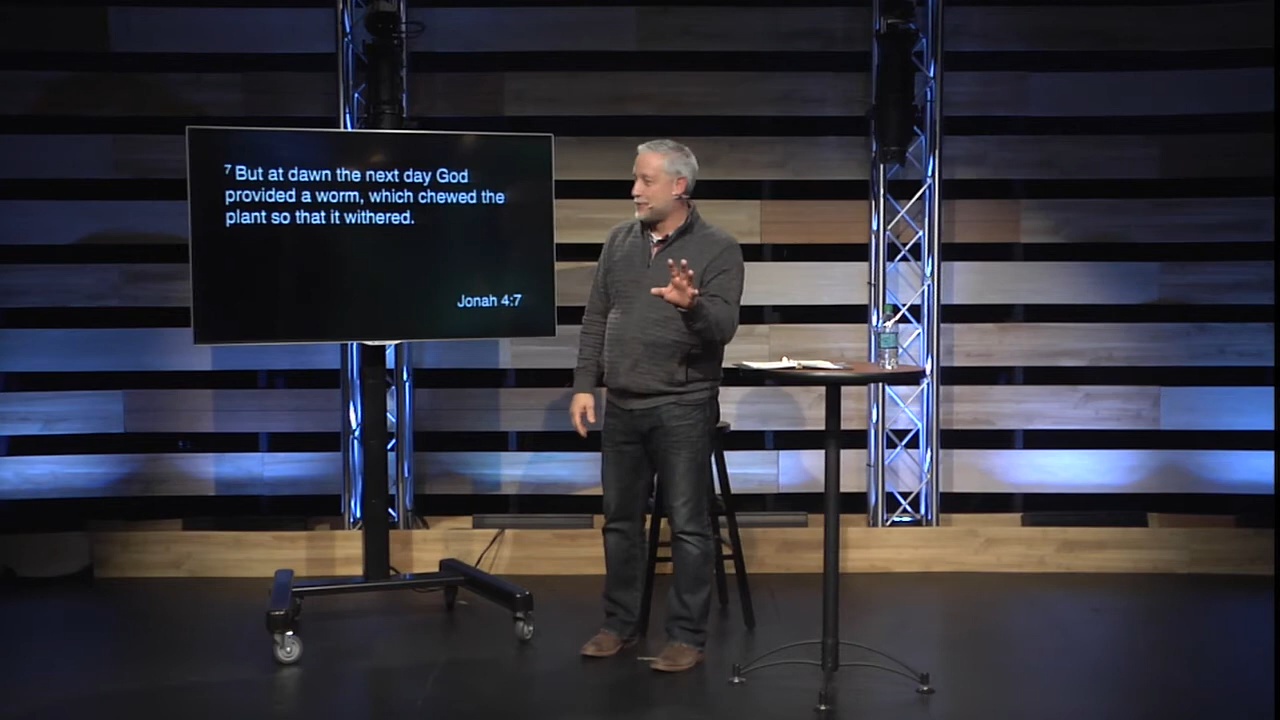 7 But at dawn the next day God
provided a worm, which chewed the
plant so that it withered.
Jonah 4:7